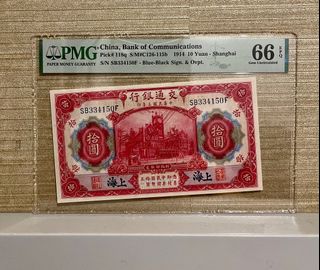 PMG
PAPER MONEY GUARANTY
China, Bank of Communications
Pick# 118q S/M#C126-115b 1914 10 Yuan - Shanghai
S/N SB334150F - Blue-Black Sign. & Ovpt.
66 EPQ
Gem Uncirculated
交通銀行
SB334150F
SB334150F
拾圓
拾圓
上海
上海